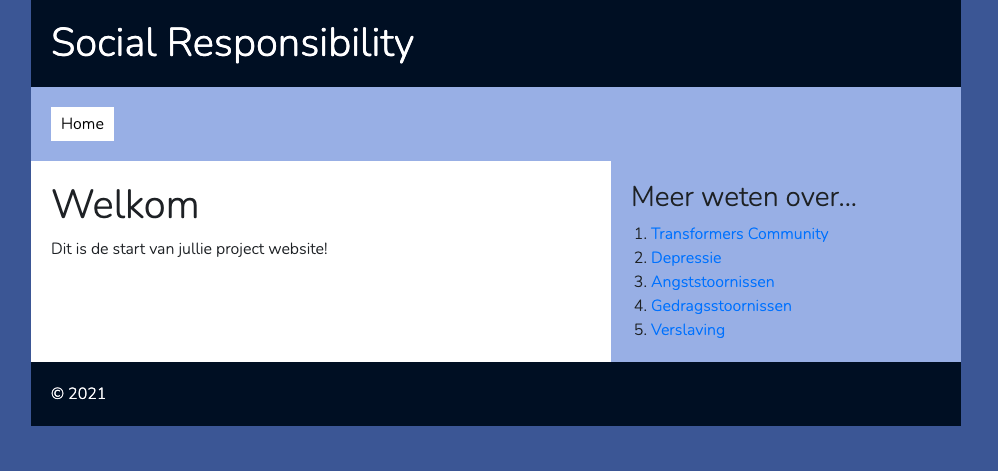 Social Responsibility
Home
Welkom
Dit is de start van jullie project website!
Meer weten over...
1. Transformers Community
2. Depressie
3. Angststoornissen
4. Gedragsstoornissen
5. Verslaving
© 2021